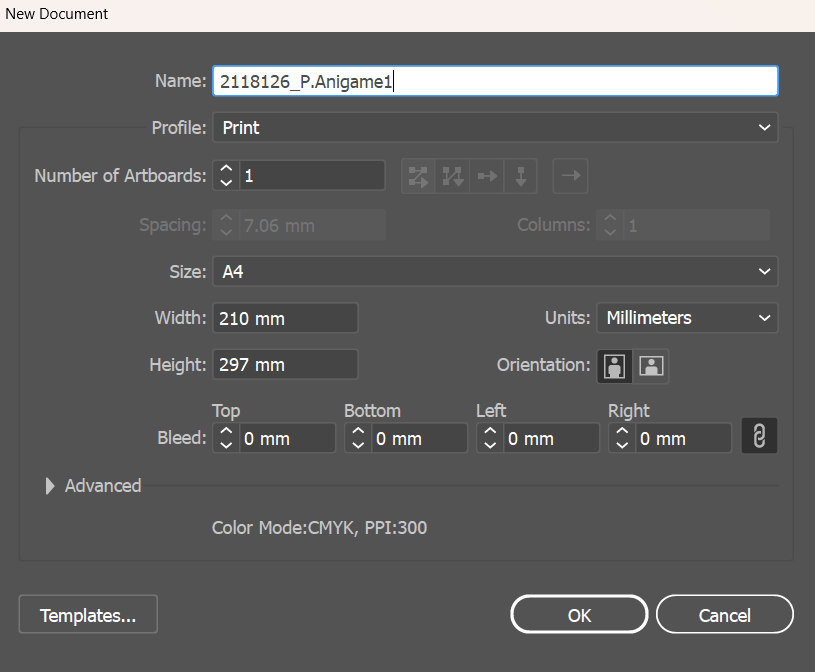 New Document
Name: 2118126_P.Anigame1
Profile: Print
Number of Artboards: 1
Spacing: 7.06 mm Columns: 1
Size: A4
Width: 210 mm Units: Millimeters
Height: 297 mm Orientation:
Top Bottom Left Right
Bleed: 0 mm 0 mm 0 mm 0 mm
Advanced
Color Mode:CMYK, PPI:300
Templates... OK Cancel